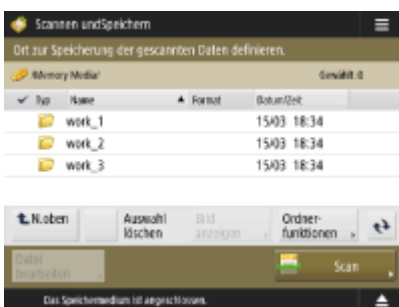 Scannen undSpeichern
Ort zur Speicherung der gescannten Daten definieren.
/Memory Media/ Gewählt: 0
✓ Typ Name ▲ Format Datum/Zeit
work_1 15/03 18:34
work_2 15/03 18:34
work_3 15/03 18:34
N.oben Auswahl löschen Bild anzeigen Ordner-funktionen
Datei bearbeiten Scan
Das Speichermedium ist angeschlossen.